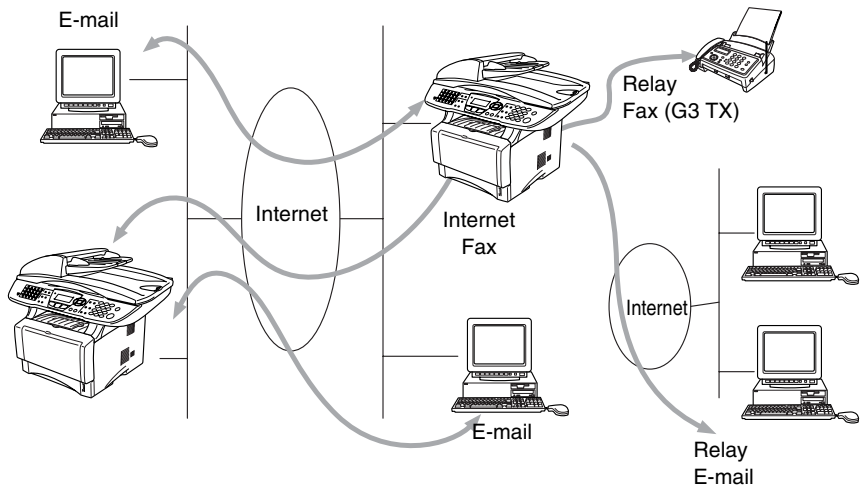 E-mail
Relay
Fax (G3 TX)
Internet
Internet
Fax
Internet
E-mail
Relay
E-mail